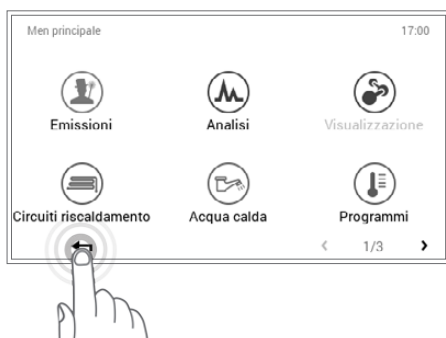 Men principale 17:00
Emissioni Analisi Visualizzazione
Circuiti riscaldamento Acqua calda Programmi
1/3